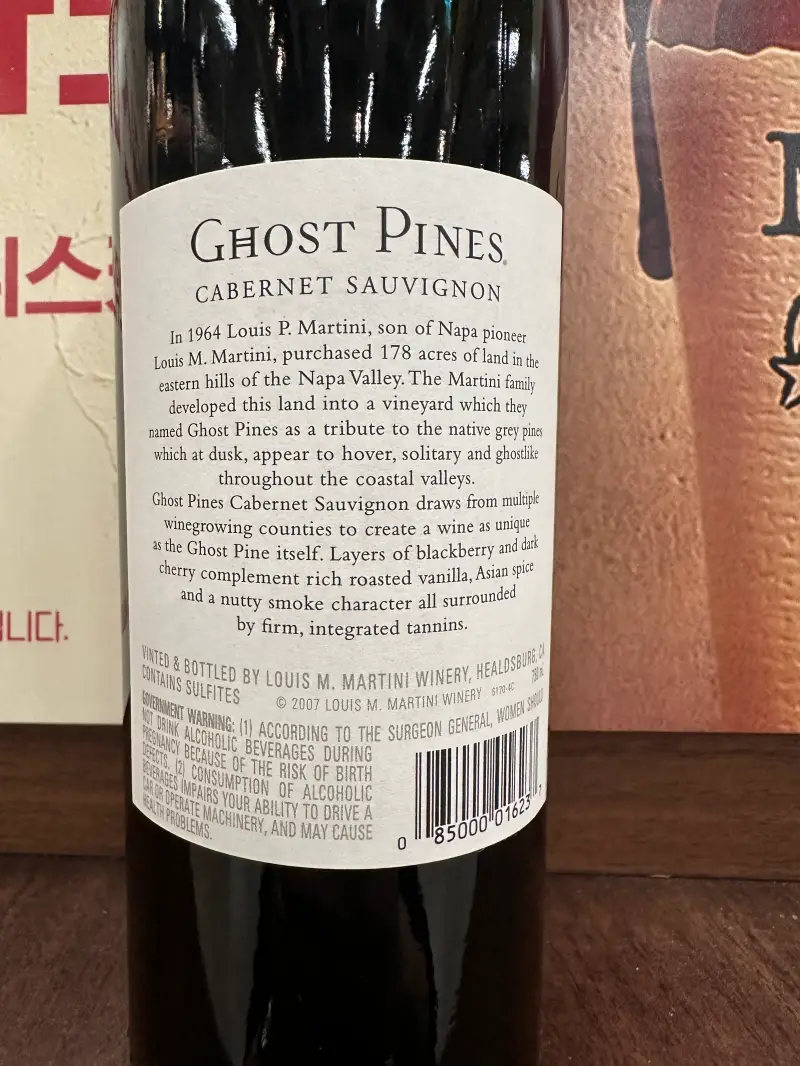 GHOST PINES
CABERNET SAUVIGNON
In 1964 Louis P. Martini, son of Napa pioneer
Louis M. Martini, purchased 178 acres of land in the
eastern hills of the Napa Valley. The Martini family
developed this land into a vineyard which they
named Ghost Pines as a tribute to the native grey pines
which at dusk, appear to hover, solitary and ghostlike
throughout the coastal valleys.
Ghost Pines Cabernet Sauvignon draws from multiple
winegrowing counties to create a wine as unique
as the Ghost Pine itself. Layers of blackberry and dark
cherry complement rich roasted vanilla, Asian spice
and a nutty smoke character all surrounded
by firm, integrated tannins.
VINTED & BOTTLED BY LOUIS M. MARTINI WINERY, HEALDSBURG, CA
CONTAINS SULFITES © 2007 LOUIS M. MARTINI WINERY 5170-4C 750 mL
GOVERNMENT WARNING: (1) ACCORDING TO THE SURGEON GENERAL, WOMEN SHOULD
NOT DRINK ALCOHOLIC BEVERAGES DURING
PREGNANCY BECAUSE OF THE RISK OF BIRTH
DEFECTS. (2) CONSUMPTION OF ALCOHOLIC
BEVERAGES IMPAIRS YOUR ABILITY TO DRIVE A
CAR OR OPERATE MACHINERY, AND MAY CAUSE
HEALTH PROBLEMS.
0 85000 01623 7
위스
니다.